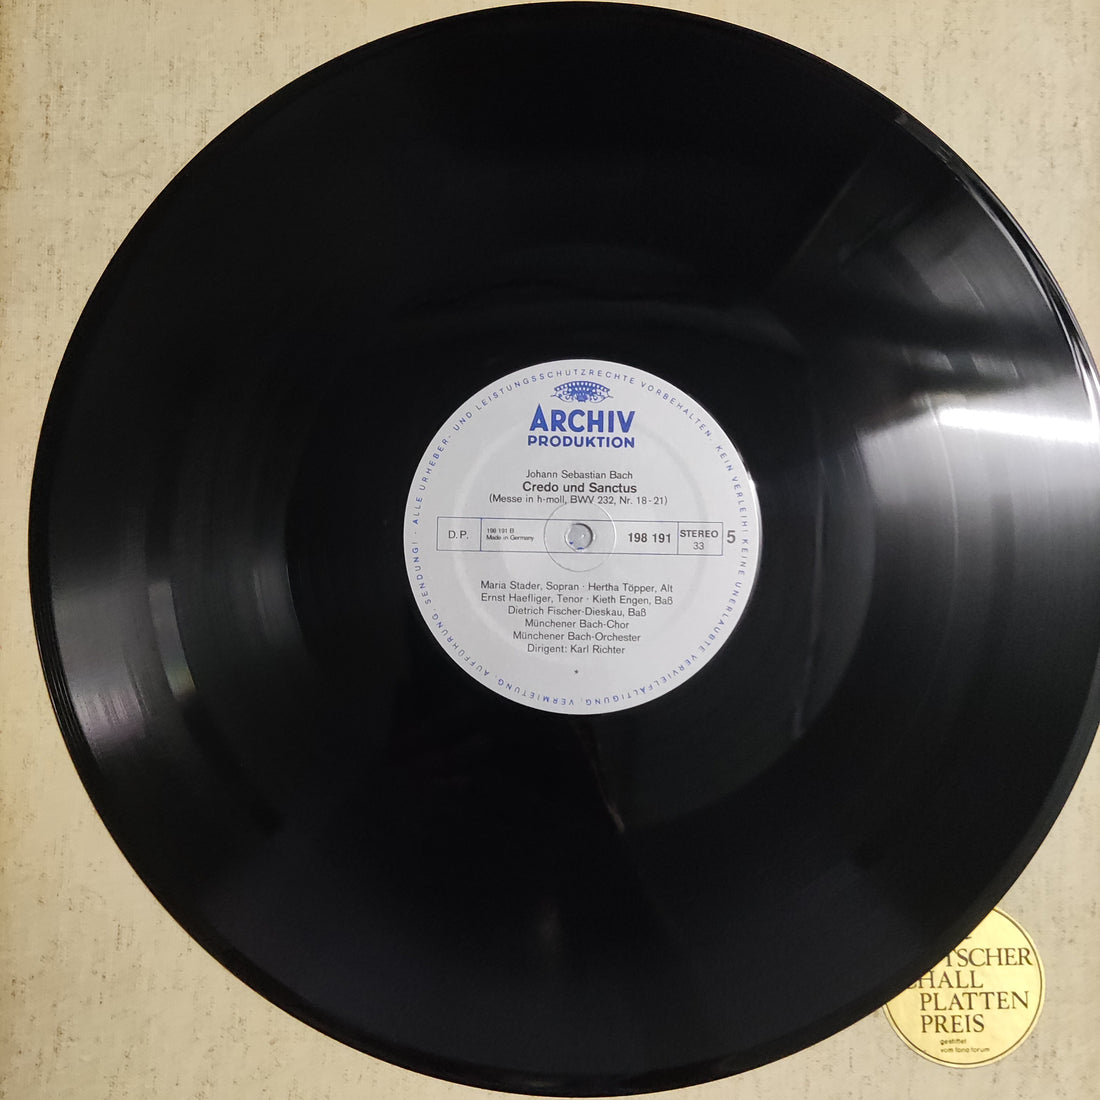 ALLE URHEBER- UND LEISTUNGSSCHUTZRECHTE VORBEHALTEN · KEIN VERLEIH! KEINE UNERLAUBTE VERVIELFÄLTIGUNG, VERMIETUNG, AUFFÜHRUNG, SENDUNG! ·
ARCHIV
PRODUKTION
Johann Sebastian Bach
Credo und Sanctus
(Messe in h-moll, BWV 232, Nr. 18-21)
D.P.
198 191 B
Made in Germany
198 191
STEREO
33
5
Maria Stader, Sopran · Hertha Töpper, Alt
Ernst Haefliger, Tenor · Kieth Engen, Baß
Dietrich Fischer-Dieskau, Baß
Münchener Bach-Chor
Münchener Bach-Orchester
Dirigent: Karl Richter
*
TSCHER
HALL
PLATTEN
PREIS
gestiftet
vom fono forum